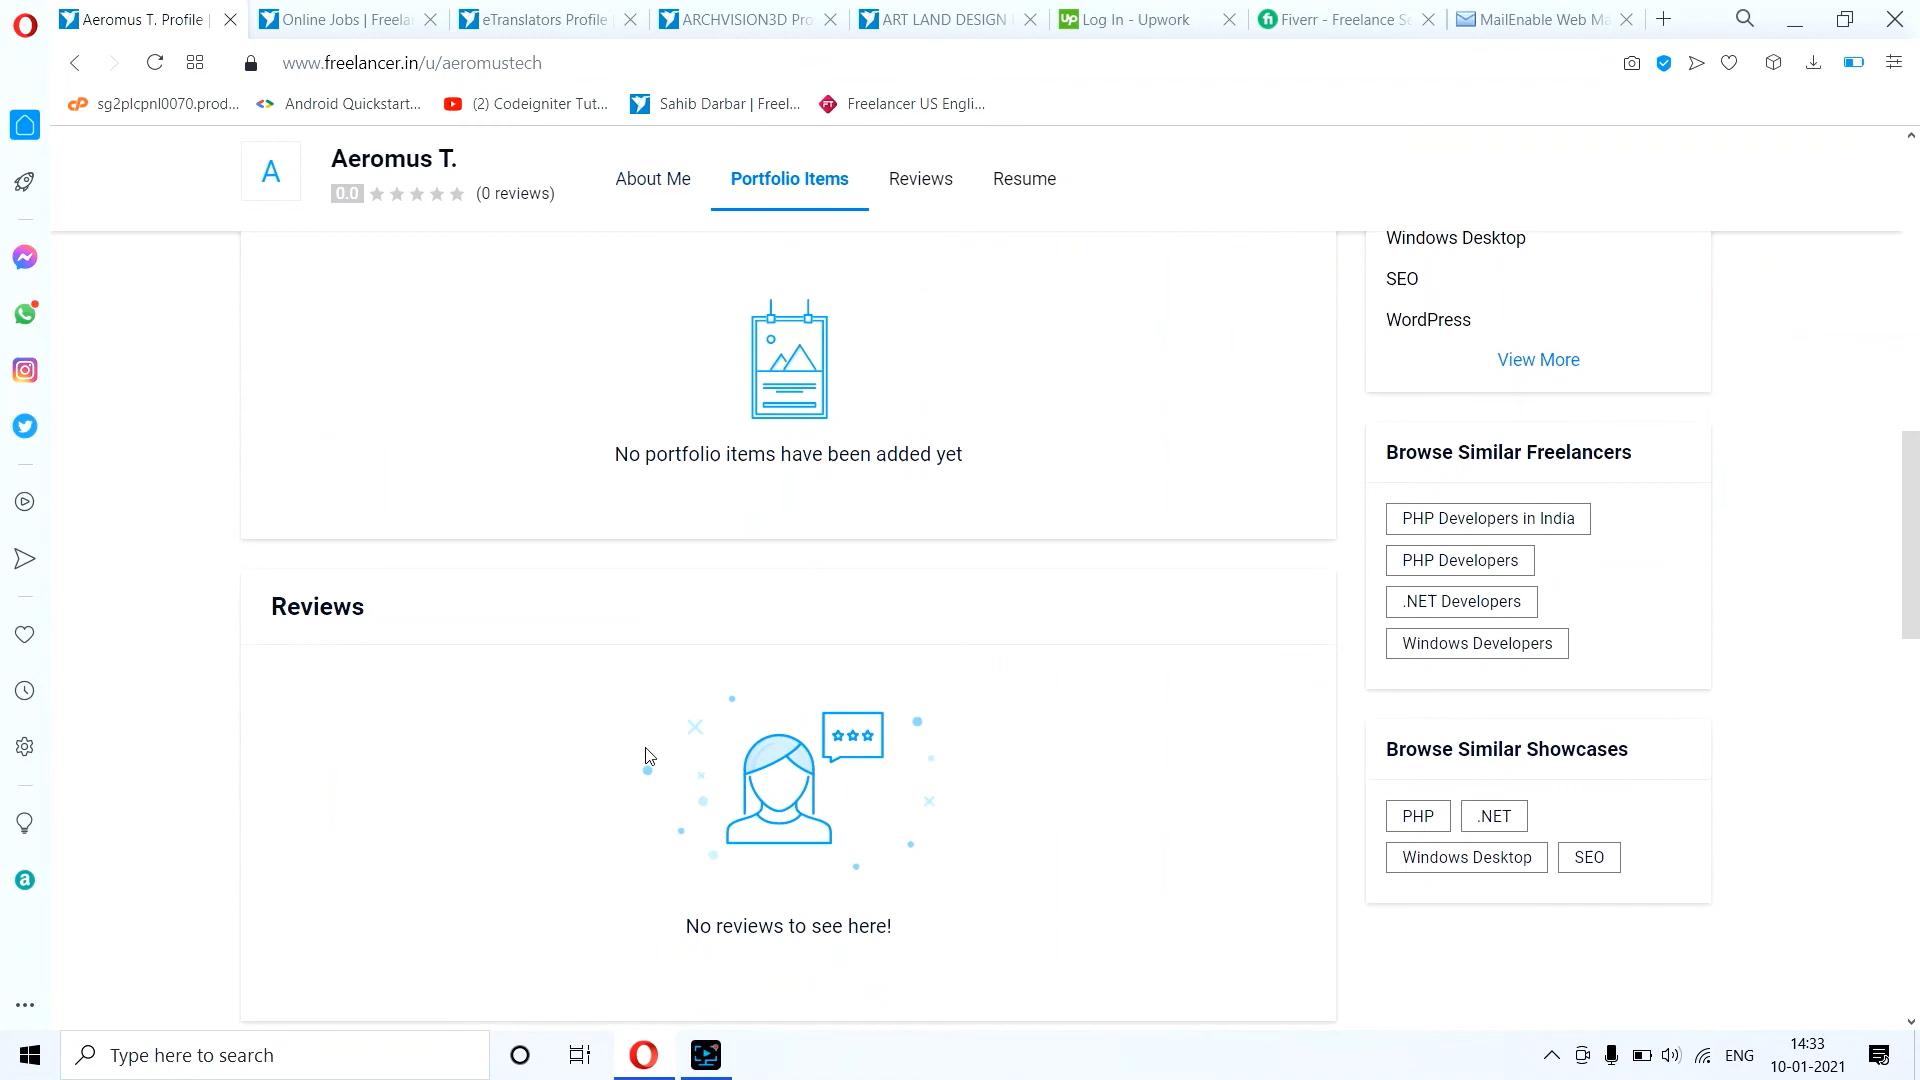 Aeromus T. Profile
Online Jobs | Freelan
eTranslators Profile
ARCHVISION3D Pro
ART LAND DESIGN
Log In - Upwork
Fiverr - Freelance Se
MailEnable Web Ma
www.freelancer.in/u/aeromustech
sg2plcpnl0070.prod...
Android Quickstart...
(2) Codeigniter Tut...
Sahib Darbar | Freel...
Freelancer US Engli...
A
Aeromus T.
0.0
(0 reviews)
About Me
Portfolio Items
Reviews
Resume
Windows Desktop
SEO
WordPress
View More
No portfolio items have been added yet
Browse Similar Freelancers
PHP Developers in India
PHP Developers
.NET Developers
Windows Developers
Reviews
No reviews to see here!
Browse Similar Showcases
PHP
.NET
Windows Desktop
SEO
Type here to search
ENG
14:33
10-01-2021